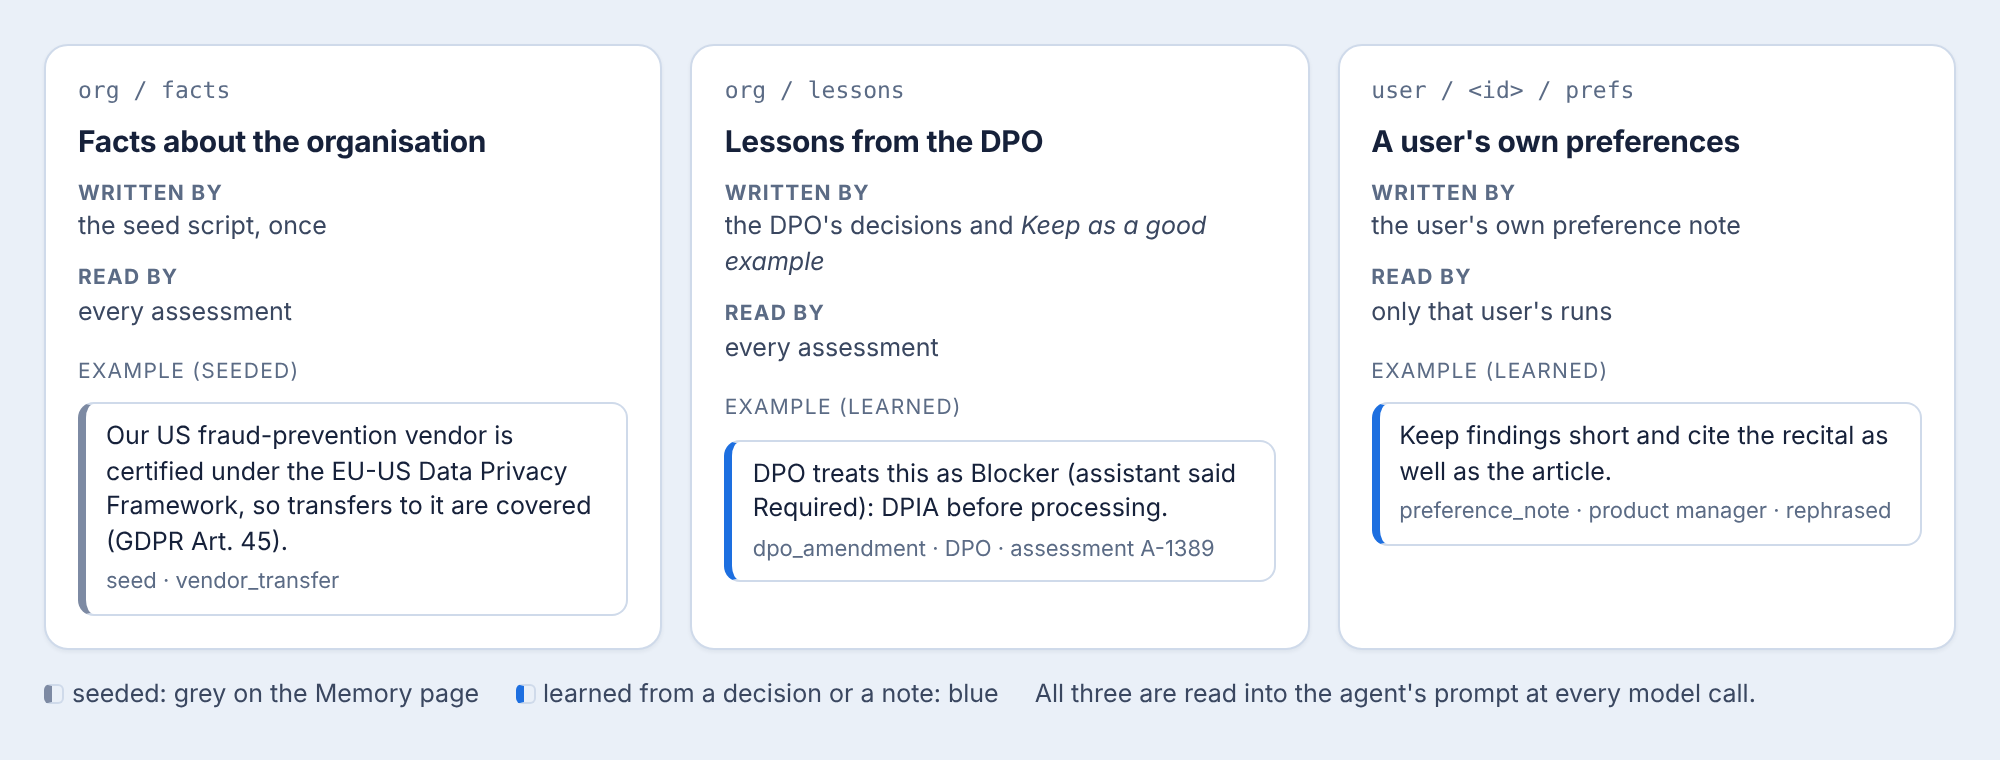 org / facts
Facts about the organisation
WRITTEN BY
the seed script, once
READ BY
every assessment
EXAMPLE (SEEDED)
Our US fraud-prevention vendor is
certified under the EU-US Data Privacy
Framework, so transfers to it are covered
(GDPR Art. 45).
seed · vendor_transfer
org / lessons
Lessons from the DPO
WRITTEN BY
the DPO's decisions and Keep as a good
example
READ BY
every assessment
EXAMPLE (LEARNED)
DPO treats this as Blocker (assistant said
Required): DPIA before processing.
dpo_amendment · DPO · assessment A-1389
user / <id> / prefs
A user's own preferences
WRITTEN BY
the user's own preference note
READ BY
only that user's runs
EXAMPLE (LEARNED)
Keep findings short and cite the recital as
well as the article.
preference_note · product manager · rephrased
seeded: grey on the Memory page
learned from a decision or a note: blue
All three are read into the agent's prompt at every model call.